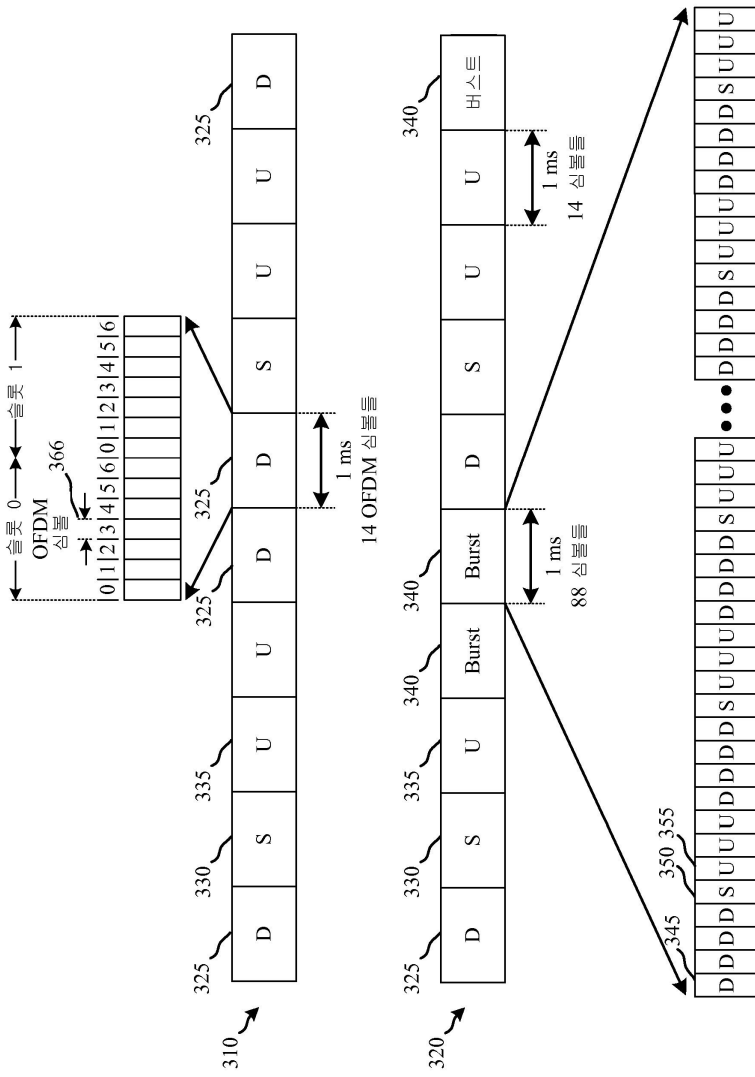 슬롯 0 슬롯 1
OFDM
심볼 366
0|1|2|3|4|5|6|0|1|2|3|4|5|6
325 330 335 325 325 325
310 D S U U D D S U U D
1 ms
14 OFDM 심볼들
325 330 335 340 340 340
320 D S U Burst Burst D S U U 버스트
1 ms 1 ms
88 심볼들 14 심볼들
345 350 355
D D D D S U U U D D D D S U U U D D D D S U U U ••• D D D D S U U U D D D D S U U U